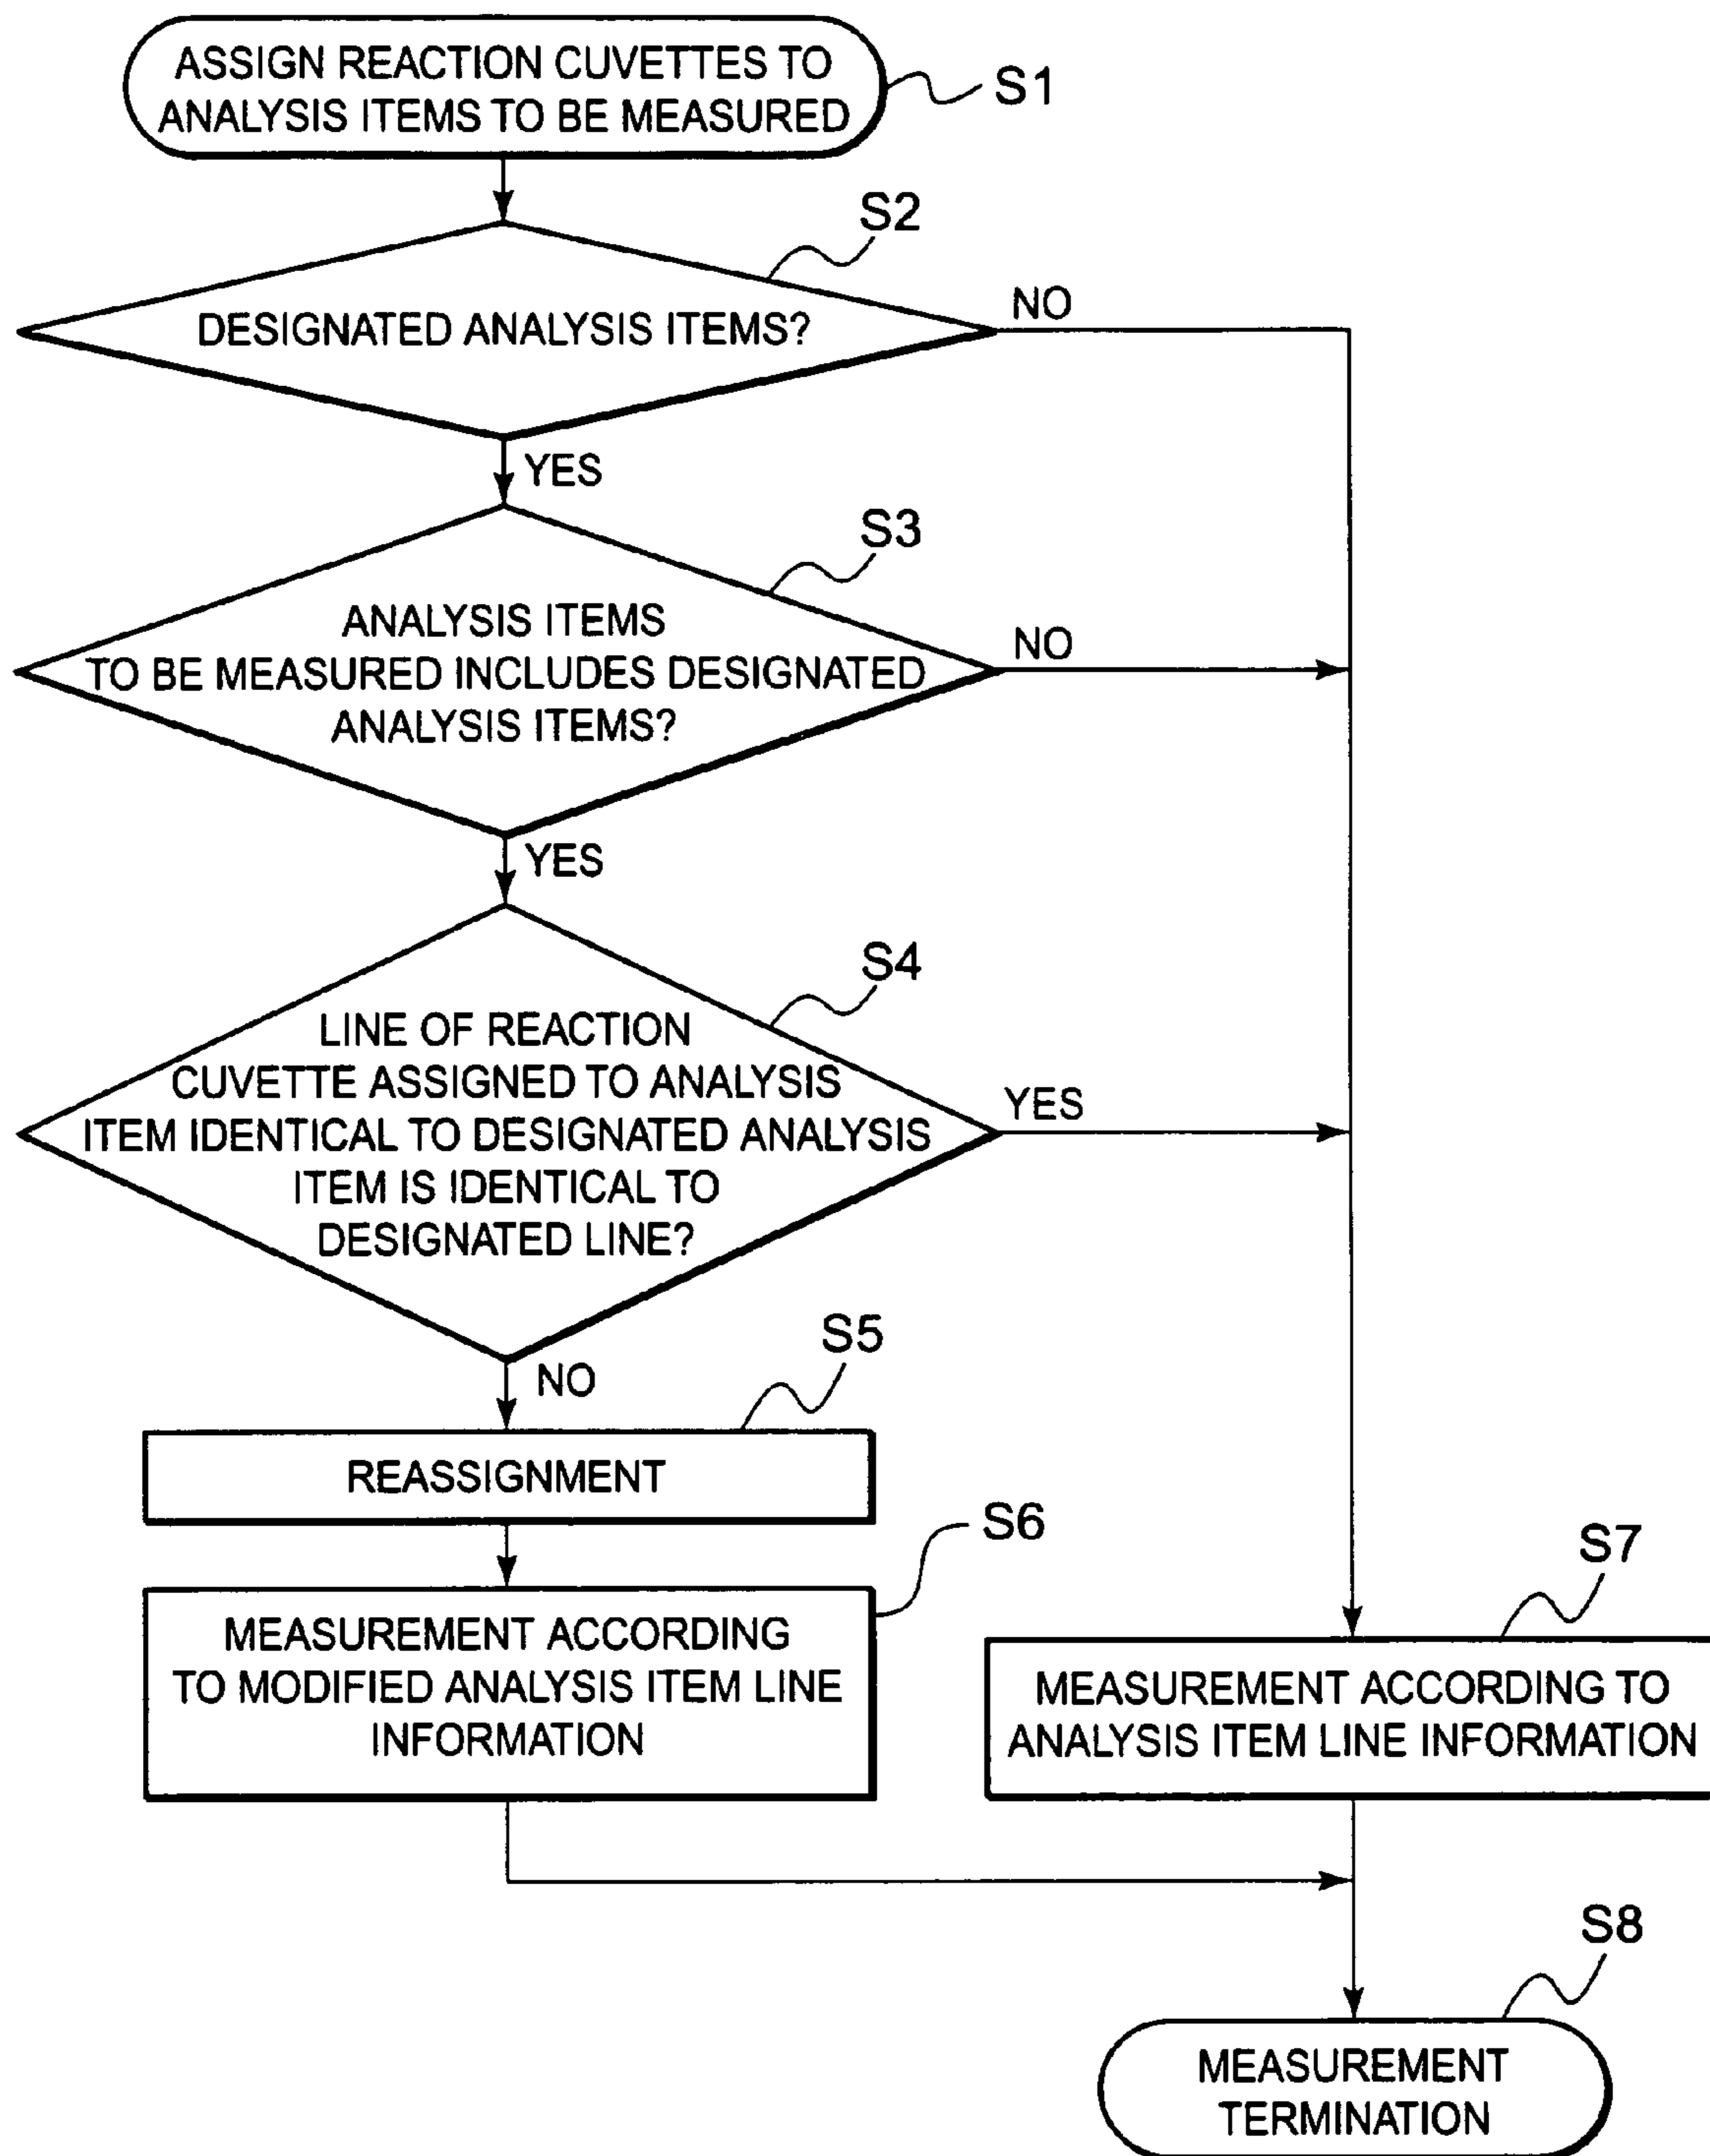 ASSIGN REACTION CUVETTES TO
ANALYSIS ITEMS TO BE MEASURED
S1
S2
DESIGNATED ANALYSIS ITEMS?
NO
YES
S3
ANALYSIS ITEMS
TO BE MEASURED INCLUDES DESIGNATED
ANALYSIS ITEMS?
NO
YES
S4
LINE OF REACTION
CUVETTE ASSIGNED TO ANALYSIS
ITEM IDENTICAL TO DESIGNATED ANALYSIS
ITEM IS IDENTICAL TO
DESIGNATED LINE?
YES
NO
S5
REASSIGNMENT
S6
MEASUREMENT ACCORDING
TO MODIFIED ANALYSIS ITEM LINE
INFORMATION
S7
MEASUREMENT ACCORDING TO
ANALYSIS ITEM LINE INFORMATION
S8
MEASUREMENT
TERMINATION